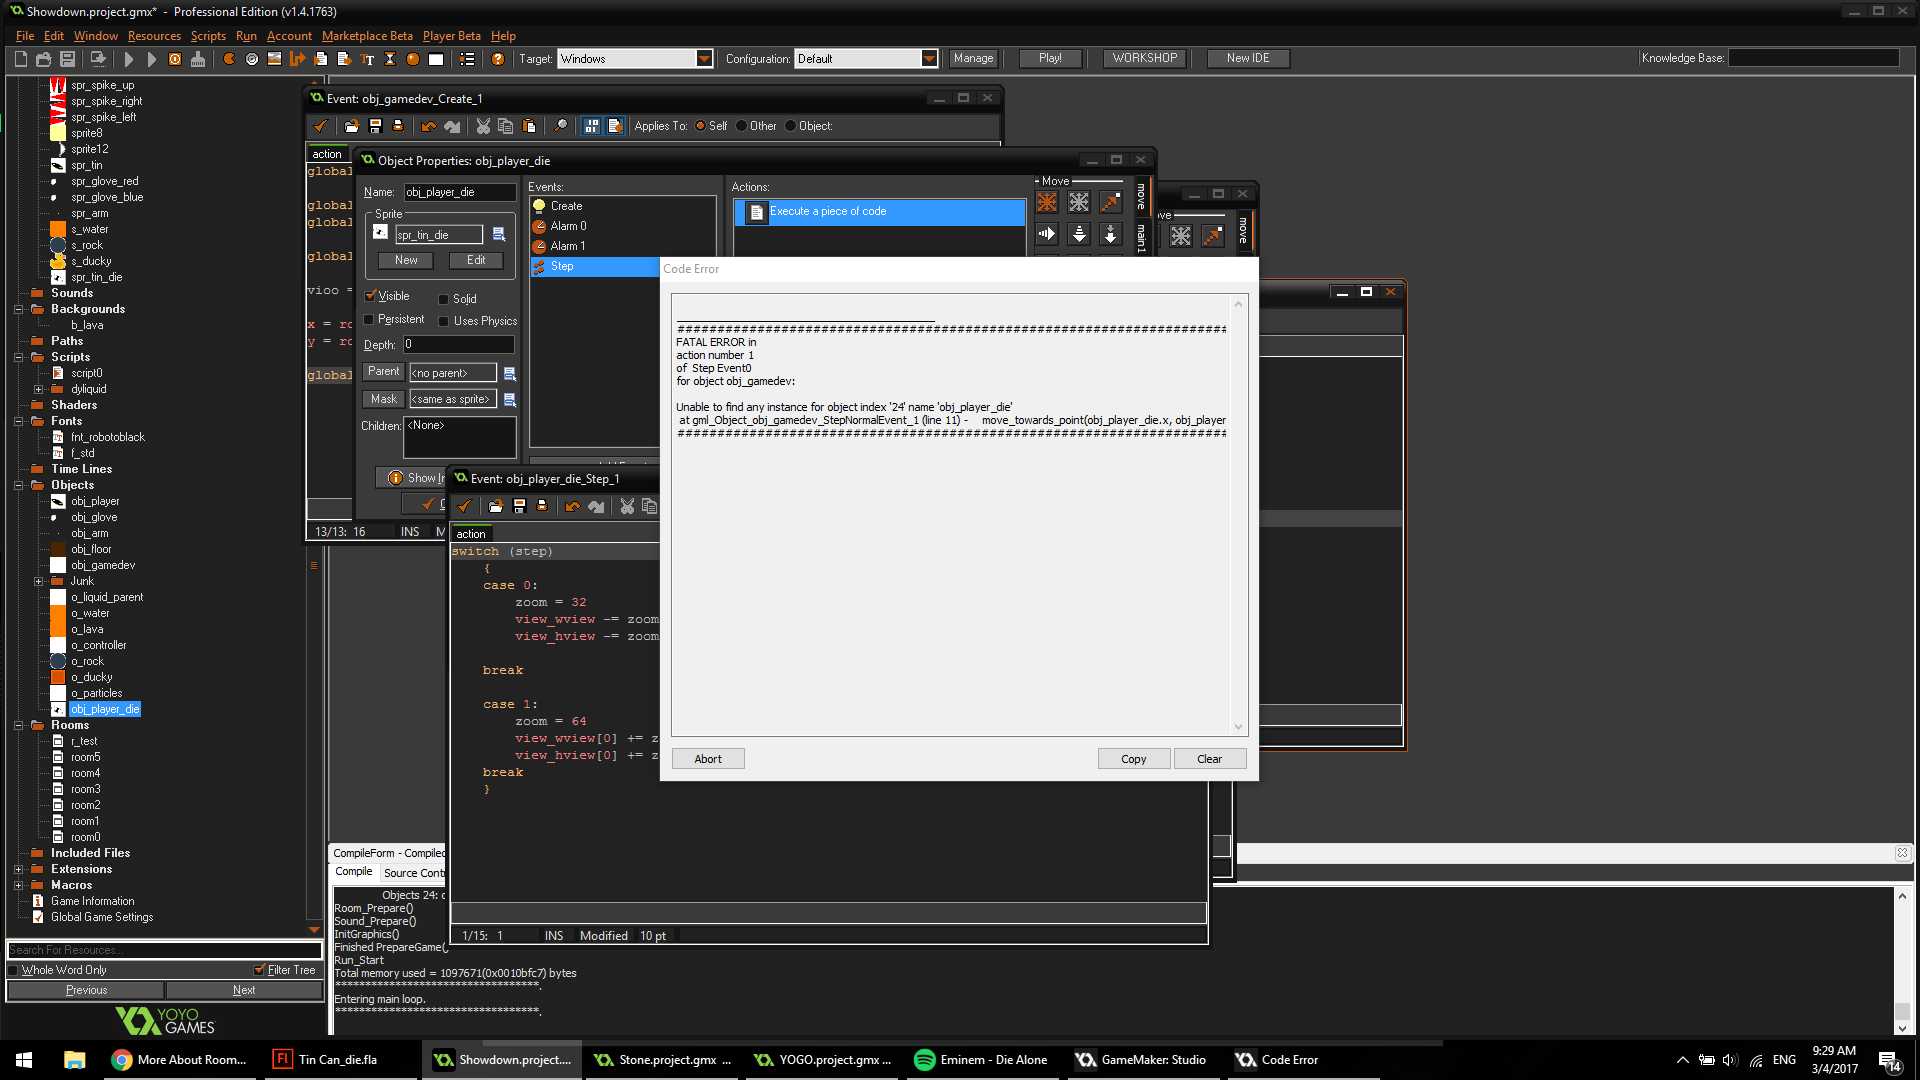 Showdown.project.gmx* - Professional Edition (v1.4.1763)
File Edit Window Resources Scripts Run Account Marketplace Beta Player Beta Help
Target: Windows Configuration: Default Manage Play! WORKSHOP New IDE Knowledge Base:
spr_spike_up
spr_spike_right
spr_spike_left
sprite8
sprite12
spr_tin
spr_glove_red
spr_glove_blue
spr_arm
s_water
s_rock
s_ducky
spr_tin_die
Sounds
Backgrounds
b_lava
Paths
Scripts
script0
dyliquid
Shaders
Fonts
fnt_robotoblack
f_std
Time Lines
Objects
obj_player
obj_glove
obj_arm
obj_floor
obj_gamedev
Junk
o_liquid_parent
o_water
o_lava
o_controller
o_rock
o_ducky
o_particles
obj_player_die
Rooms
r_test
room5
room4
room3
room2
room1
room0
Included Files
Extensions
Macros
Game Information
Global Game Settings
Search For Resources...
Whole Word Only Filter Tree
Previous Next
YOYO GAMES
Event: obj_gamedev_Create_1
Applies To: Self Other Object:
action
global
global
global
global
vioo =
x = ro
y = ro
global
13/13: 16 INS M
Object Properties: obj_player_die
Name: obj_player_die
Sprite
spr_tin_die
New Edit
Visible Solid
Persistent Uses Physics
Depth: 0
Parent <no parent>
Mask <same as sprite>
Children: <None>
Show In
Events:
Create
Alarm 0
Alarm 1
Step
Actions:
Execute a piece of code
Move
move
main1
move
Event: obj_player_die_Step_1
action
switch (step)
{
case 0:
zoom = 32
view_wview -= zoom
view_hview -= zoom
break
case 1:
zoom = 64
view_wview[0] += z
view_hview[0] += z
break
}
1/15: 1 INS Modified 10 pt
Code Error
FATAL ERROR in
action number 1
of Step Event0
for object obj_gamedev:
Unable to find any instance for object index '24' name 'obj_player_die'
at gml_Object_obj_gamedev_StepNormalEvent_1 (line 11) - move_towards_point(obj_player_die.x, obj_player
Abort Copy Clear
CompileForm - Compiled
Compile Source Contr
Objects 24:
Room_Prepare()
Sound_Prepare()
InitGraphics()
Finished PrepareGame()
Run_Start
Total memory used = 1097671(0x0010bfc7) bytes
**********************************.
Entering main loop.
**********************************.
More About Room... Tin Can_die.fla Showdown.project.... Stone.project.gmx ... YOGO.project.gmx ... Eminem - Die Alone GameMaker: Studio Code Error
ENG 9:29 AM
3/4/2017
14